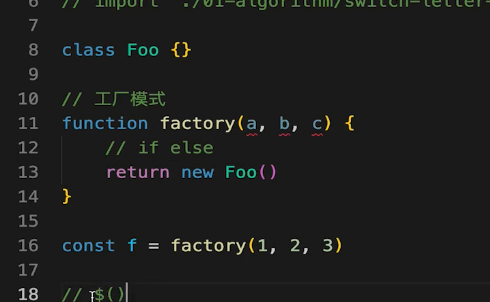 6 // import './01-algorithm/switch-letter-
7
8 class Foo {}
9
10 // 工厂模式
11 function factory(a, b, c) {
12 // if else
13 return new Foo()
14 }
15
16 const f = factory(1, 2, 3)
17
18 // $()